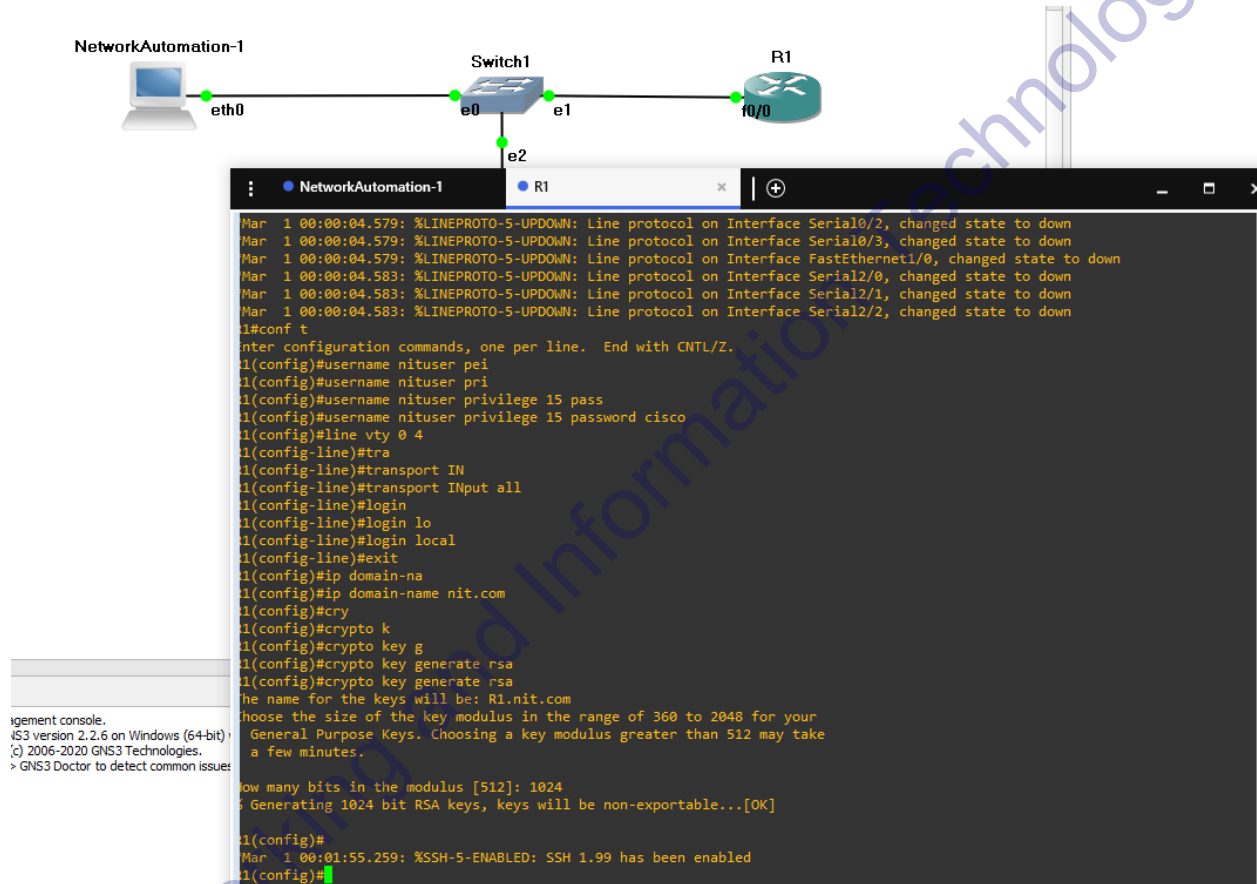 NetworkAutomation-1
Switch1
R1
eth0
e0
e1
f0/0
e2
NetworkAutomation-1
R1
Mar  1 00:00:04.579: %LINEPROTO-5-UPDOWN: Line protocol on Interface Serial0/2, changed state to down
Mar  1 00:00:04.579: %LINEPROTO-5-UPDOWN: Line protocol on Interface Serial0/3, changed state to down
Mar  1 00:00:04.579: %LINEPROTO-5-UPDOWN: Line protocol on Interface FastEthernet1/0, changed state to down
Mar  1 00:00:04.583: %LINEPROTO-5-UPDOWN: Line protocol on Interface Serial2/0, changed state to down
Mar  1 00:00:04.583: %LINEPROTO-5-UPDOWN: Line protocol on Interface Serial2/1, changed state to down
Mar  1 00:00:04.583: %LINEPROTO-5-UPDOWN: Line protocol on Interface Serial2/2, changed state to down
R1#conf t
Enter configuration commands, one per line.  End with CNTL/Z.
R1(config)#username nituser pei
R1(config)#username nituser pri
R1(config)#username nituser privilege 15 pass
R1(config)#username nituser privilege 15 password cisco
R1(config)#line vty 0 4
R1(config-line)#tra
R1(config-line)#transport IN
R1(config-line)#transport INput all
R1(config-line)#login
R1(config-line)#login lo
R1(config-line)#login local
R1(config-line)#exit
R1(config)#ip domain-na
R1(config)#ip domain-name nit.com
R1(config)#cry
R1(config)#crypto k
R1(config)#crypto key g
R1(config)#crypto key generate rsa
R1(config)#crypto key generate rsa
The name for the keys will be: R1.nit.com
Choose the size of the key modulus in the range of 360 to 2048 for your
General Purpose Keys. Choosing a key modulus greater than 512 may take
a few minutes.
How many bits in the modulus [512]: 1024
% Generating 1024 bit RSA keys, keys will be non-exportable...[OK]
R1(config)#
Mar  1 00:01:55.259: %SSH-5-ENABLED: SSH 1.99 has been enabled
R1(config)#
agement console.
NS3 version 2.2.6 on Windows (64-bit)
(c) 2006-2020 GNS3 Technologies.
> GNS3 Doctor to detect common issues
rking and Information Technolog